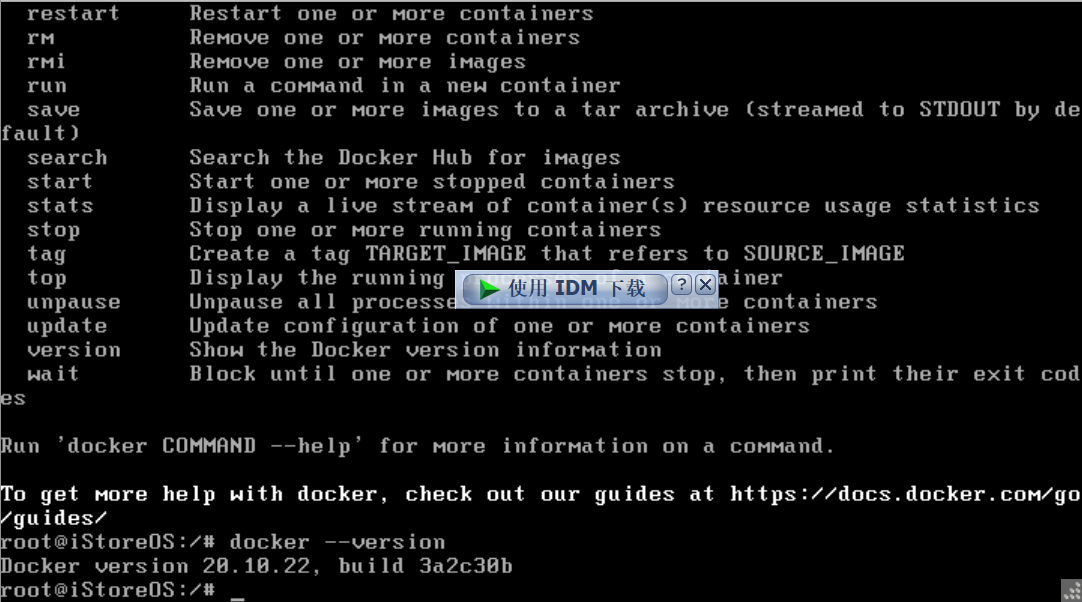 restart Restart one or more containers
rm Remove one or more containers
rmi Remove one or more images
run Run a command in a new container
save Save one or more images to a tar archive (streamed to STDOUT by de
fault)
search Search the Docker Hub for images
start Start one or more stopped containers
stats Display a live stream of container(s) resource usage statistics
stop Stop one or more running containers
tag Create a tag TARGET_IMAGE that refers to SOURCE_IMAGE
top Display the running
使用 IDM 下载 ?
unpause Unpause all containers
update Update configuration of one or more containers
version Show the Docker version information
wait Block until one or more containers stop, then print their exit cod
es
Run 'docker COMMAND --help' for more information on a command.
To get more help with docker, check out our guides at https://docs.docker.com/go
/guides/
root@iStoreOS:/# docker --version
Docker version 20.10.22, build 3a2c30b
root@iStoreOS:/# _